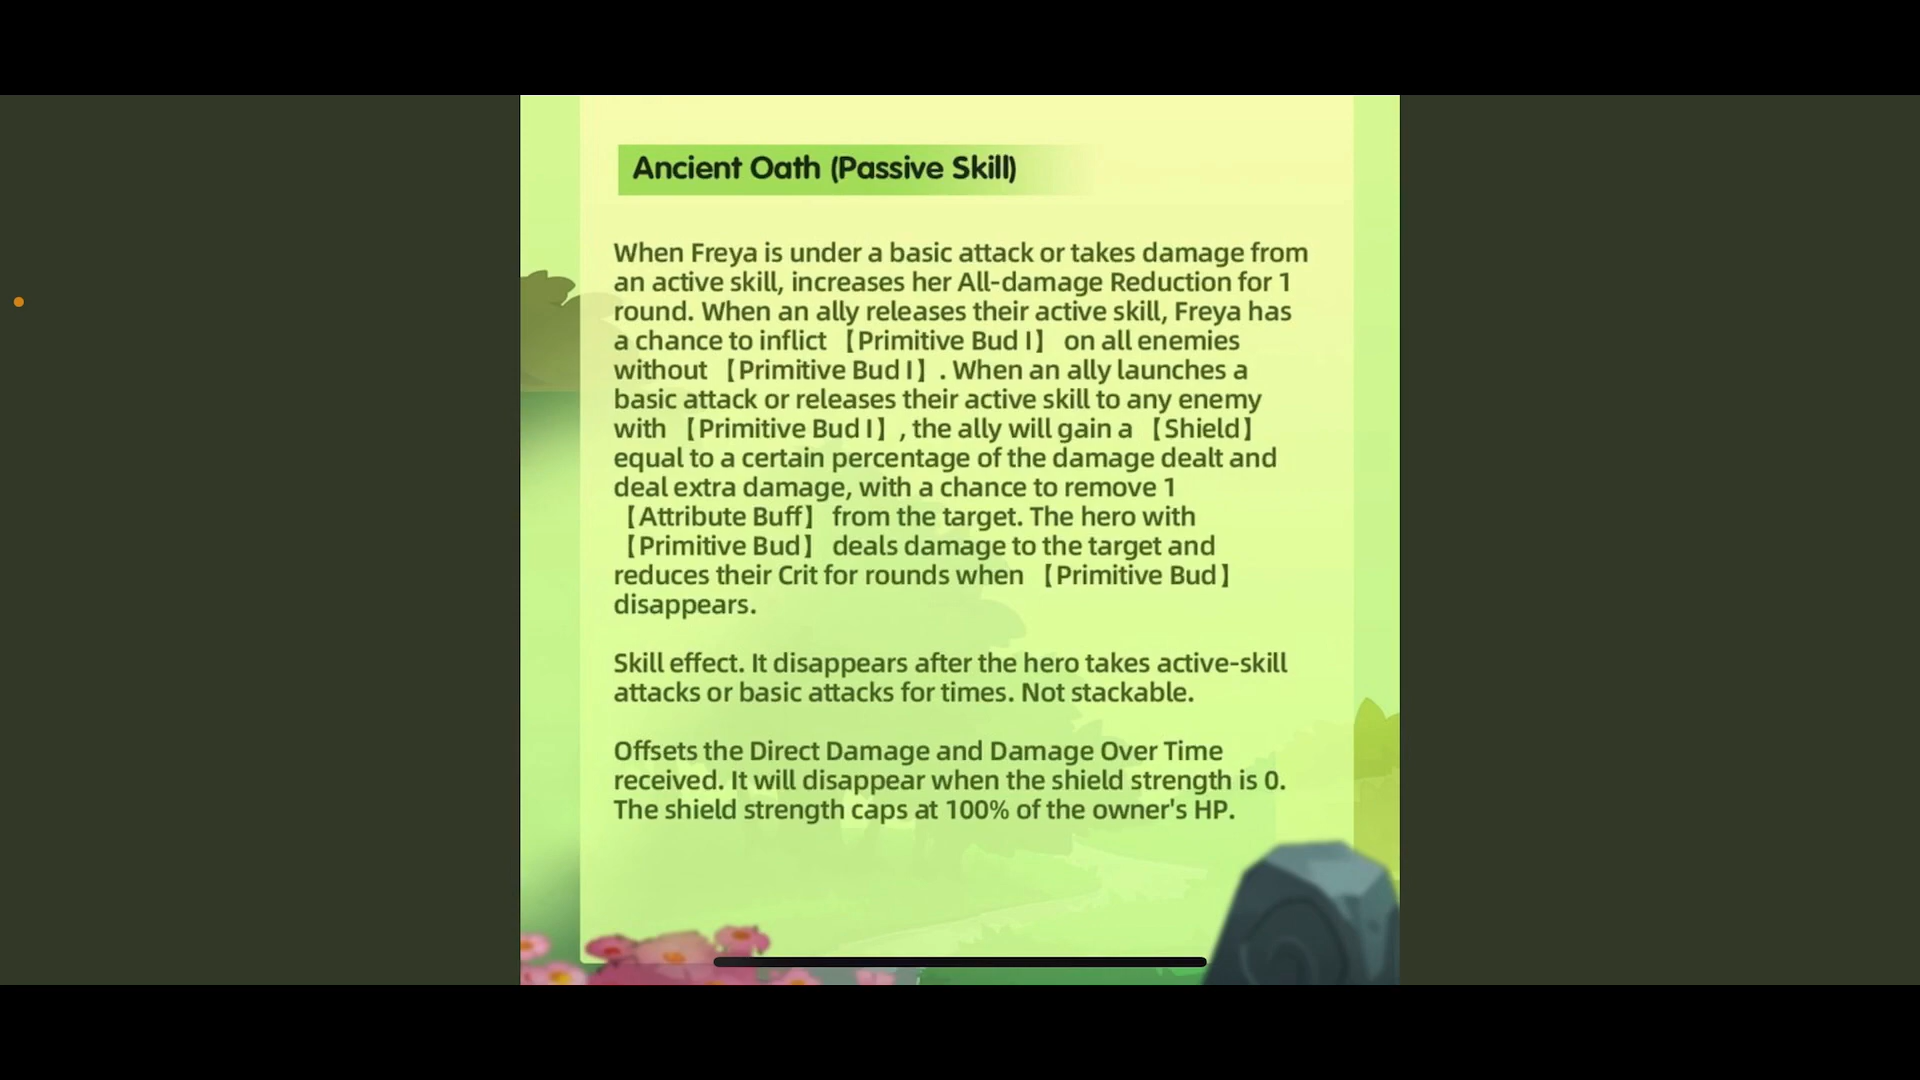 Ancient Oath (Passive Skill)
When Freya is under a basic attack or takes damage from
an active skill, increases her All-damage Reduction for 1
round. When an ally releases their active skill, Freya has
a chance to inflict 【Primitive Bud I】 on all enemies
without 【Primitive Bud I】. When an ally launches a
basic attack or releases their active skill to any enemy
with 【Primitive Bud I】, the ally will gain a 【Shield】
equal to a certain percentage of the damage dealt and
deal extra damage, with a chance to remove 1
【Attribute Buff】 from the target. The hero with
【Primitive Bud】 deals damage to the target and
reduces their Crit for rounds when 【Primitive Bud】
disappears.
Skill effect. It disappears after the hero takes active-skill
attacks or basic attacks for times. Not stackable.
Offsets the Direct Damage and Damage Over Time
received. It will disappear when the shield strength is 0.
The shield strength caps at 100% of the owner's HP.